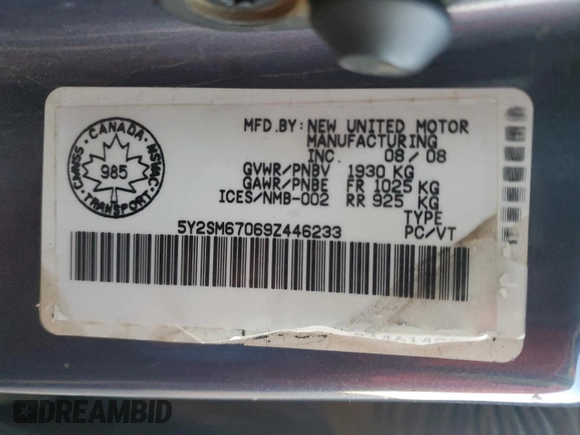 CMVSS · CANADA · NSVAC · TRANSPORT ·
985
MFD.BY: NEW UNITED MOTOR
MANUFACTURING
INC. 08/08
GVWR/PNBV 1930 KG
GAWR/PNBE FR 1025 KG
ICES/NMB-002 RR 925 KG
TYPE
5Y2SM67069Z446233 PC/VT
DREAMBID